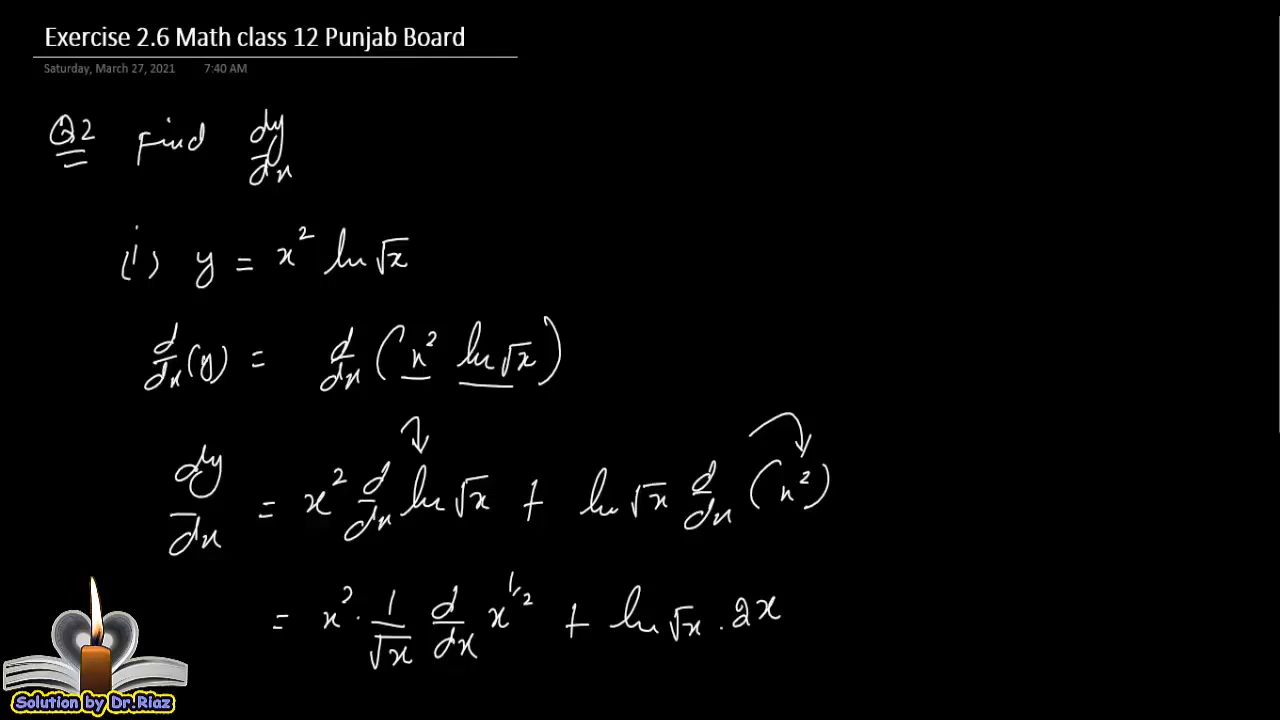 Exercise 2.6 Math class 12 Punjab Board
Saturday, March 27, 2021 7:40 AM
Q2 Find dy/dx
(i) y = x² ln √x
d/dx (y) = d/dx (x² ln √x)
dy/dx = x² d/dx ln √x + ln √x d/dx (x²)
= x² · 1/√x d/dx x^1/2 + ln √x · 2x
Solution by Dr.Riaz